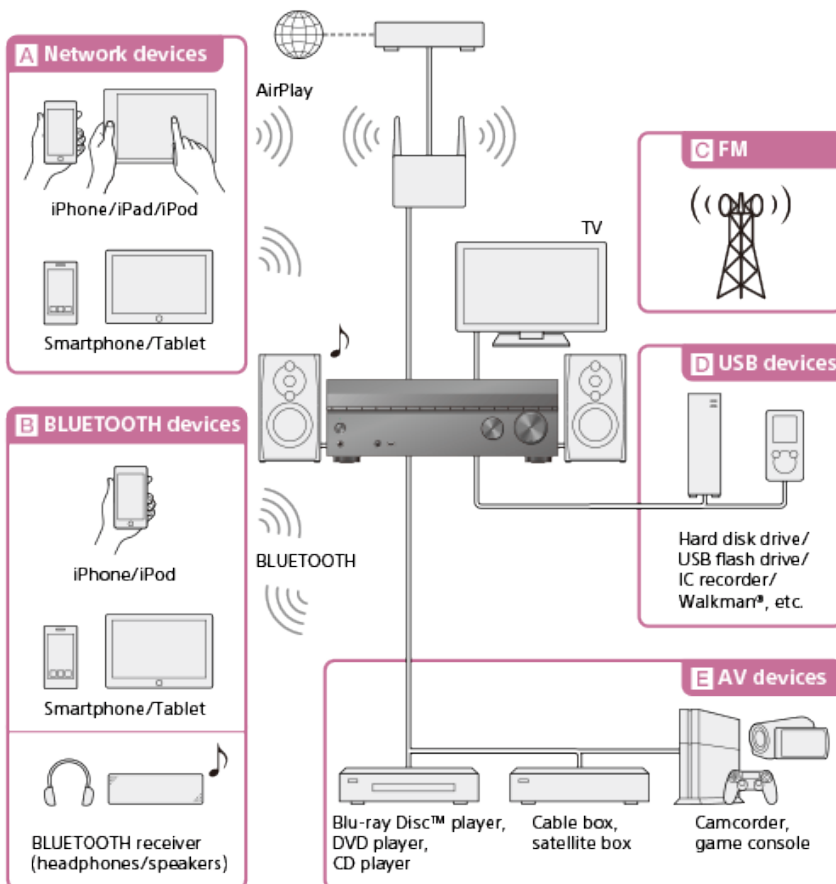 A Network devices
iPhone/iPad/iPod
Smartphone/Tablet
AirPlay
TV
C FM
D USB devices
Hard disk drive/
USB flash drive/
IC recorder/
Walkman®, etc.
B BLUETOOTH devices
iPhone/iPod
Smartphone/Tablet
BLUETOOTH receiver
(headphones/speakers)
BLUETOOTH
E AV devices
Blu-ray Disc™ player,
DVD player,
CD player
Cable box,
satellite box
Camcorder,
game console